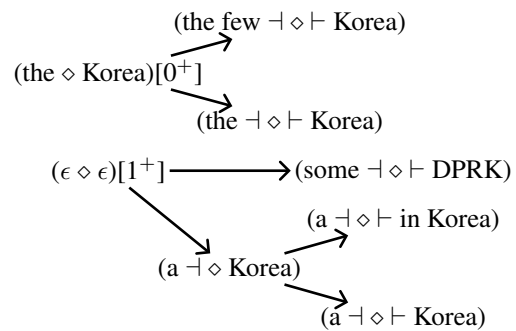 (the few ⊣ ⋄ ⊢ Korea)
(the ⋄ Korea)[0⁺]
(the ⊣ ⋄ ⊢ Korea)
(ϵ ⋄ ϵ)[1⁺]
(some ⊣ ⋄ ⊢ DPRK)
(a ⊣ ⋄ ⊢ in Korea)
(a ⊣ ⋄ Korea)
(a ⊣ ⋄ ⊢ Korea)